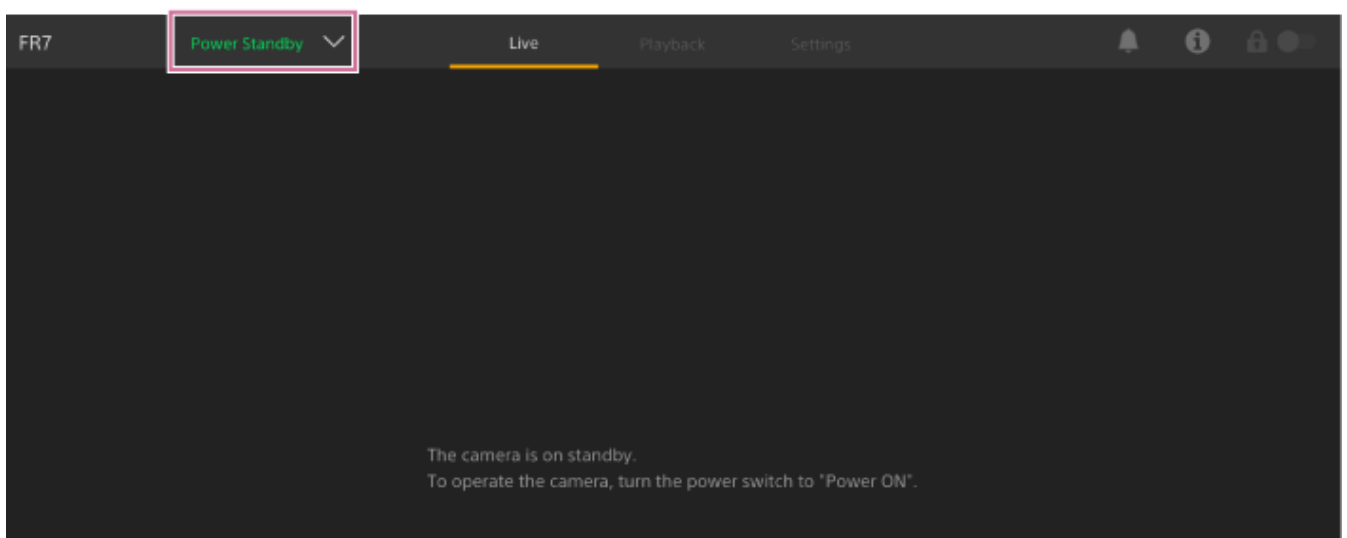 FR7 Power Standby Live Playback Settings
The camera is on standby.
To operate the camera, turn the power switch to "Power ON".